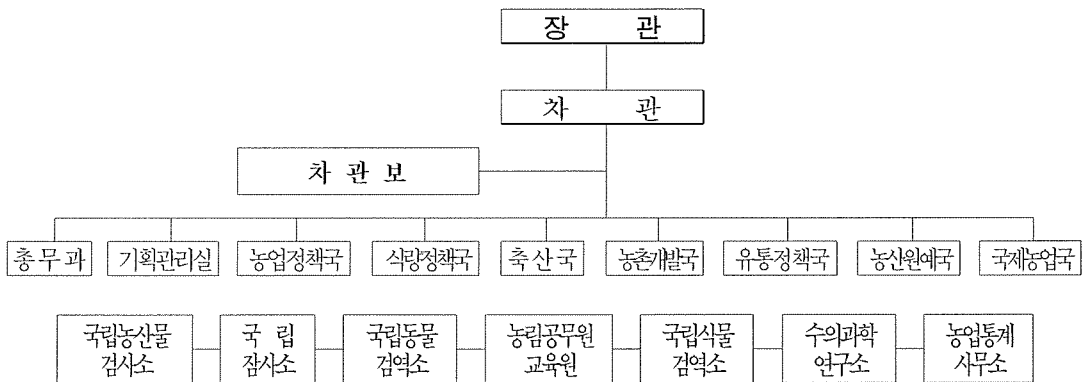 장 관
차 관
차 관 보
총 무 과 기획관리실 농업정책국 식량정책국 축 산 국 농촌개발국 유통정책국 농산원예국 국제농업국
국립농산물 국 립 국립동물 농림공무원 국립식물 수의과학 농업통계
검사소 잠사소 검역소 교육원 검역소 연구소 사무소